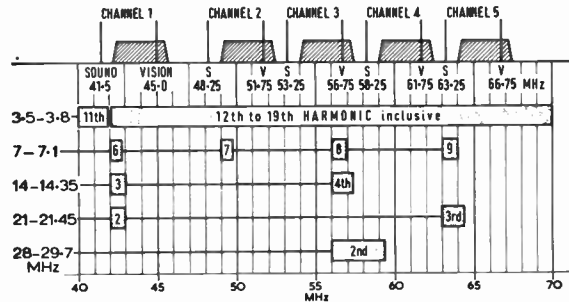 CHANNEL 1 CHANNEL 2 CHANNEL 3 CHANNEL 4 CHANNEL 5
SOUND VISION S V S V S V S V
41·5 45·0 48·25 51·75 53·25 56·75 58·25 61·75 63·25 66·75 MHz
3·5–3·8 11th 12th to 19th HARMONIC inclusive
7–7·1 6 7 8 9
14–14·35 3 4th
21–21·45 2 3rd
28–29·7 2nd
MHz
40 50 55 60 65 70
MHz